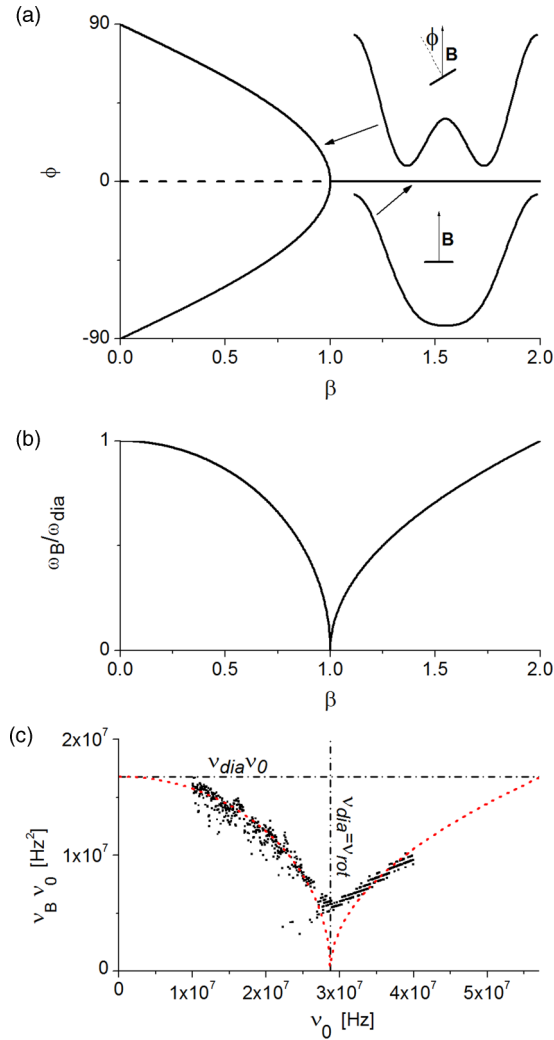 (a)
90
ϕ B
ϕ
0
B
-90
0.0 0.5 1.0 1.5 2.0
β
(b)
1
ω_B/ω_dia
0
0.0 0.5 1.0 1.5 2.0
β
(c)
2x10^7
ν_dia ν_0
ν_dia=ν_rot
ν_B ν_0 [Hz^2]
1x10^7
0
0 1x10^7 2x10^7 3x10^7 4x10^7 5x10^7
ν_0 [Hz]